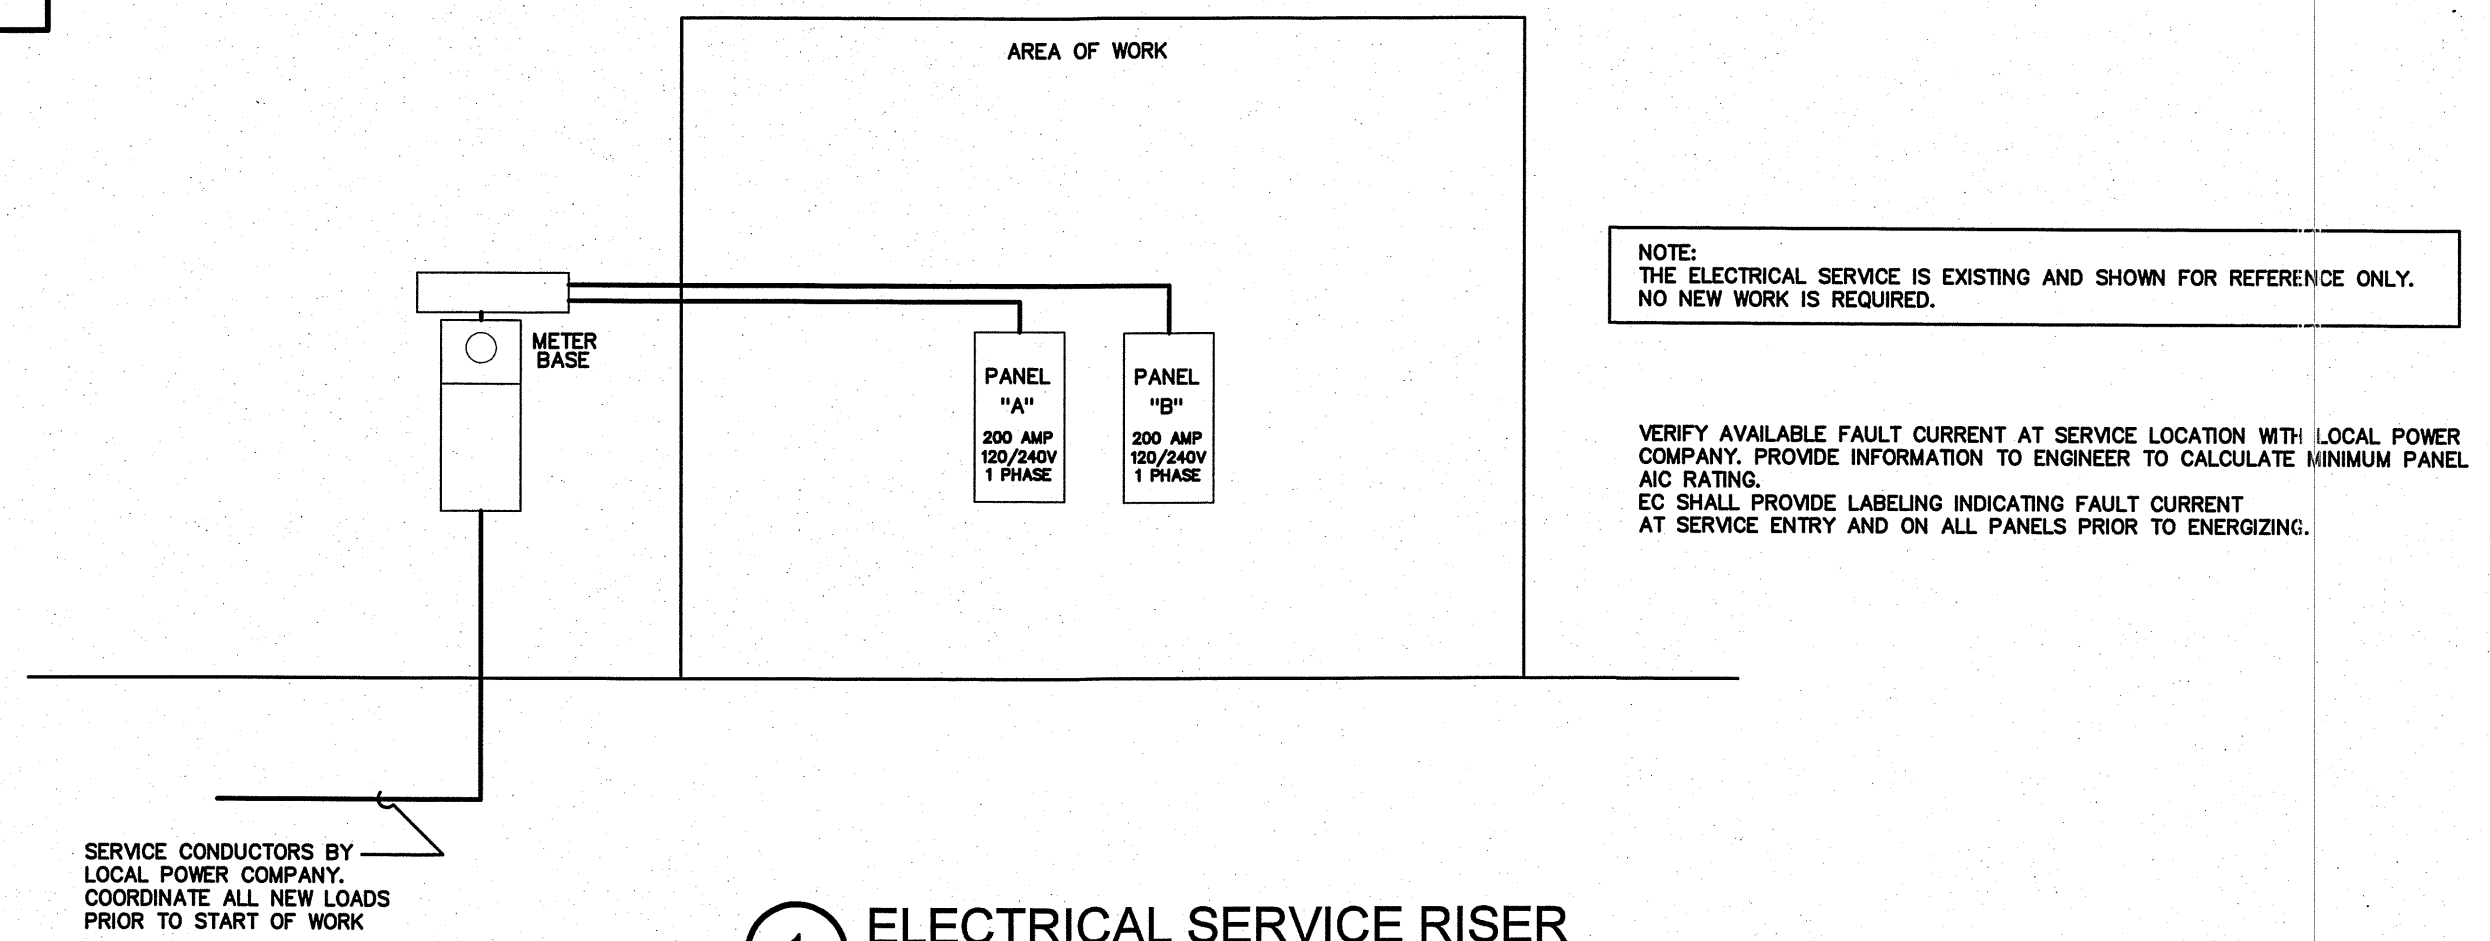 AREA OF WORK
NOTE:
THE ELECTRICAL SERVICE IS EXISTING AND SHOWN FOR REFERENCE ONLY.
NO NEW WORK IS REQUIRED.
METER
BASE
PANEL
"A"
200 AMP
120/240V
1 PHASE
PANEL
"B"
200 AMP
120/240V
1 PHASE
VERIFY AVAILABLE FAULT CURRENT AT SERVICE LOCATION WITH LOCAL POWER
COMPANY. PROVIDE INFORMATION TO ENGINEER TO CALCULATE MINIMUM PANEL
AIC RATING.
EC SHALL PROVIDE LABELING INDICATING FAULT CURRENT
AT SERVICE ENTRY AND ON ALL PANELS PRIOR TO ENERGIZING.
SERVICE CONDUCTORS BY
LOCAL POWER COMPANY.
COORDINATE ALL NEW LOADS
PRIOR TO START OF WORK
1 ELECTRICAL SERVICE RISER